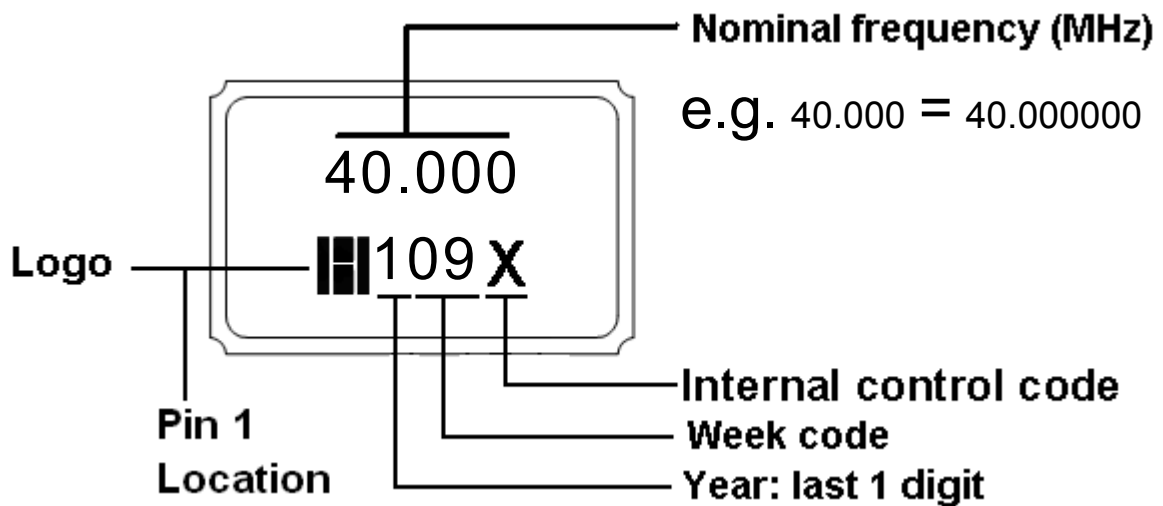 Nominal frequency (MHz)
e.g. 40.000 = 40.000000
40.000
109 X
Logo
Internal control code
Pin 1
Location
Week code
Year: last 1 digit